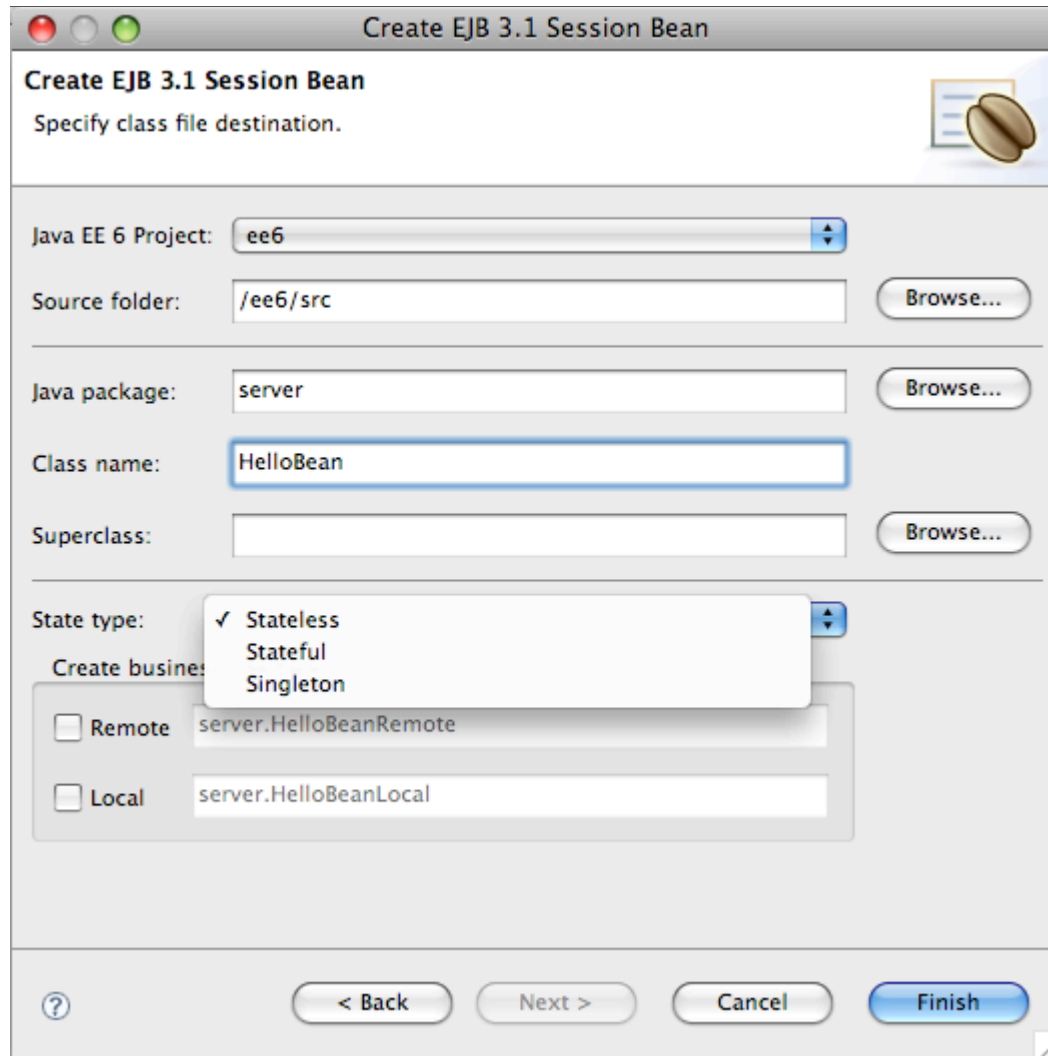 Create EJB 3.1 Session Bean
Create EJB 3.1 Session Bean
Specify class file destination.
Java EE 6 Project: ee6
Source folder: /ee6/src Browse...
Java package: server Browse...
Class name: HelloBean
Superclass: Browse...
State type: ✓ Stateless
Stateful
Create busines
Singleton
Remote server.HelloBeanRemote
Local server.HelloBeanLocal
? < Back Next > Cancel Finish